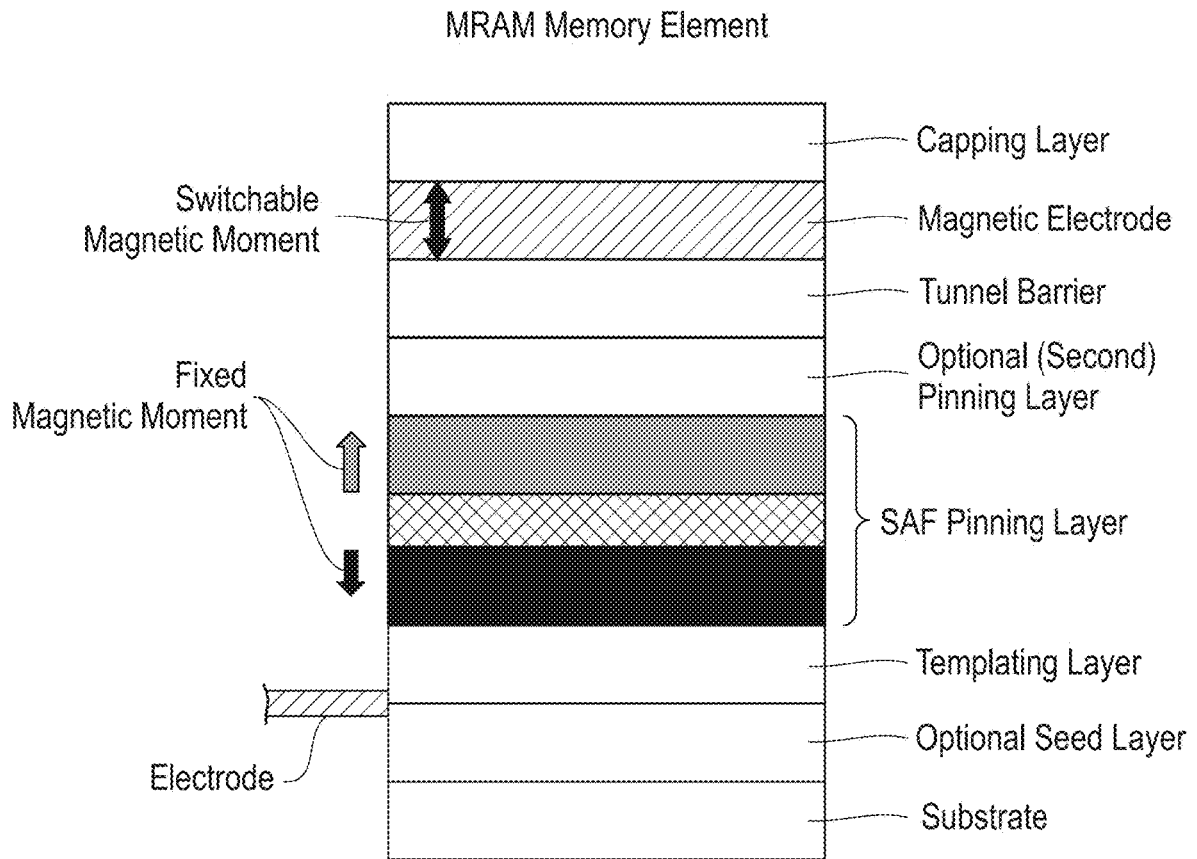 MRAM Memory Element
Capping Layer
Switchable
Magnetic Moment
Magnetic Electrode
Tunnel Barrier
Optional (Second)
Pinning Layer
Fixed
Magnetic Moment
SAF Pinning Layer
Templating Layer
Optional Seed Layer
Electrode
Substrate